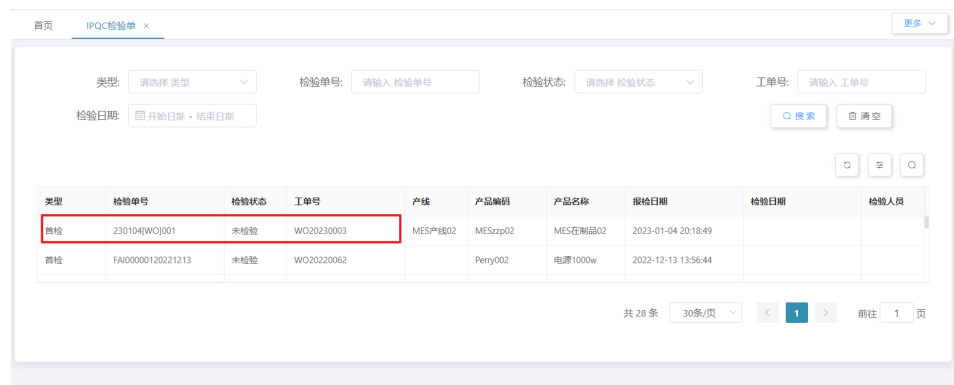 首页 IPQC检验单 × 更多
类型: 请选择 类型 检验单号: 请输入 检验单号 检验状态: 请选择 检验状态 工单号: 请输入 工单号
检验日期: 开始日期 - 结束日期 搜索 清空
类型 检验单号 检验状态 工单号 产线 产品编码 产品名称 报检日期 检验日期 检验人员
首检 230104[WO]001 未检验 WO20230003 MES产线02 MESzzp02 MES在制品02 2023-01-04 20:18:49
首检 FAI00000120221213 未检验 WO20220062 Perry002 电源1000w 2022-12-13 13:56:44
共 28 条 30条/页 < 1 > 前往 1 页